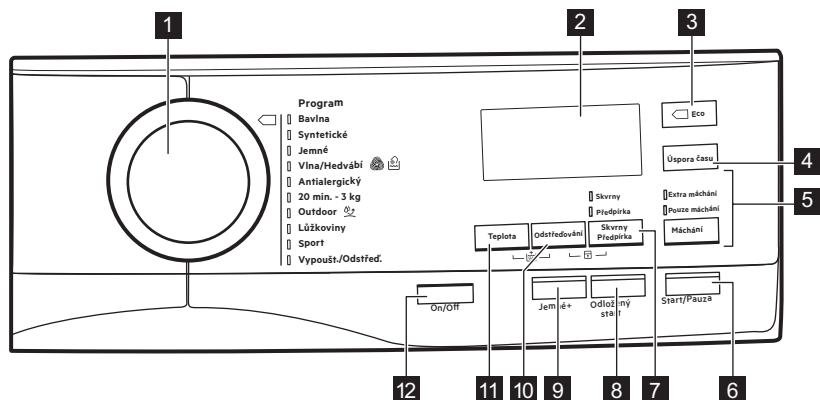 1
2
3
Program
Bavlna
Syntetické
Jemné
Vlna/Hedvábí
Antialergický
20 min. - 3 kg
Outdoor
Lůžkoviny
Sport
Vypoušt./Odstřeď.
Eco
Úspora času
4
Extra máchání
Pouze máchání
Máchání
5
Skvrny
Předpírka
Teplota
Odstřeďování
Skvrny
Předpírka
On/Off
Jemné+
Odložený
start
Start/Pauza
12
11
10
9
8
7
6